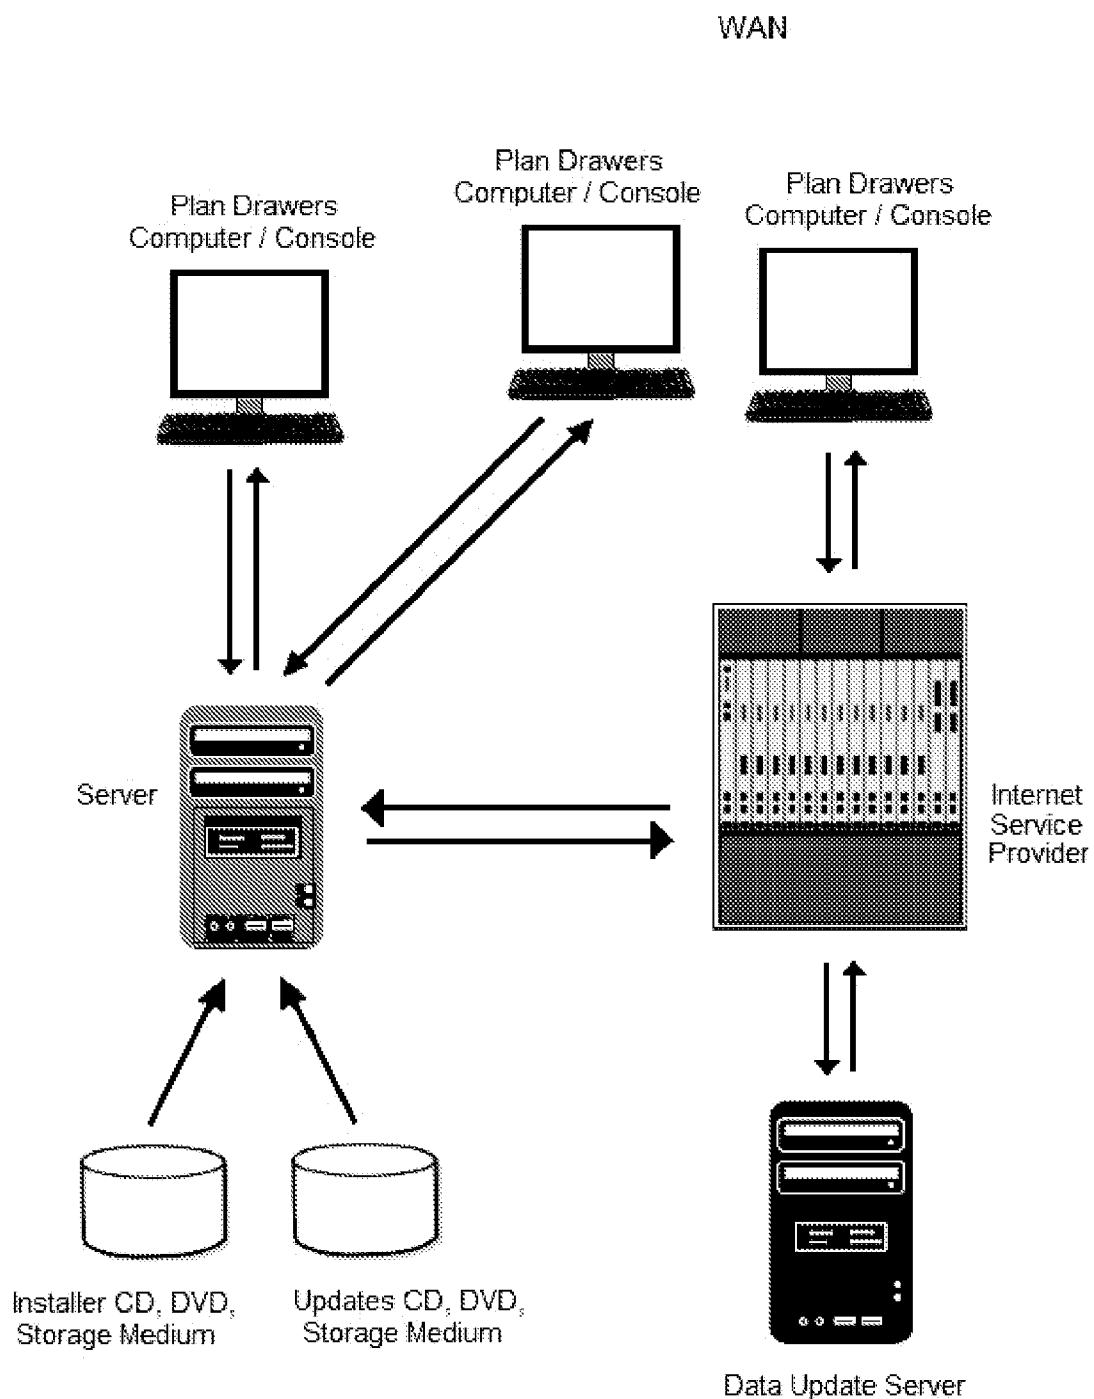 WAN
Plan Drawers
Computer / Console
Plan Drawers
Computer / Console
Plan Drawers
Computer / Console
Server
Internet
Service
Provider
Installer CD, DVD,
Storage Medium
Updates CD, DVD,
Storage Medium
Data Update Server